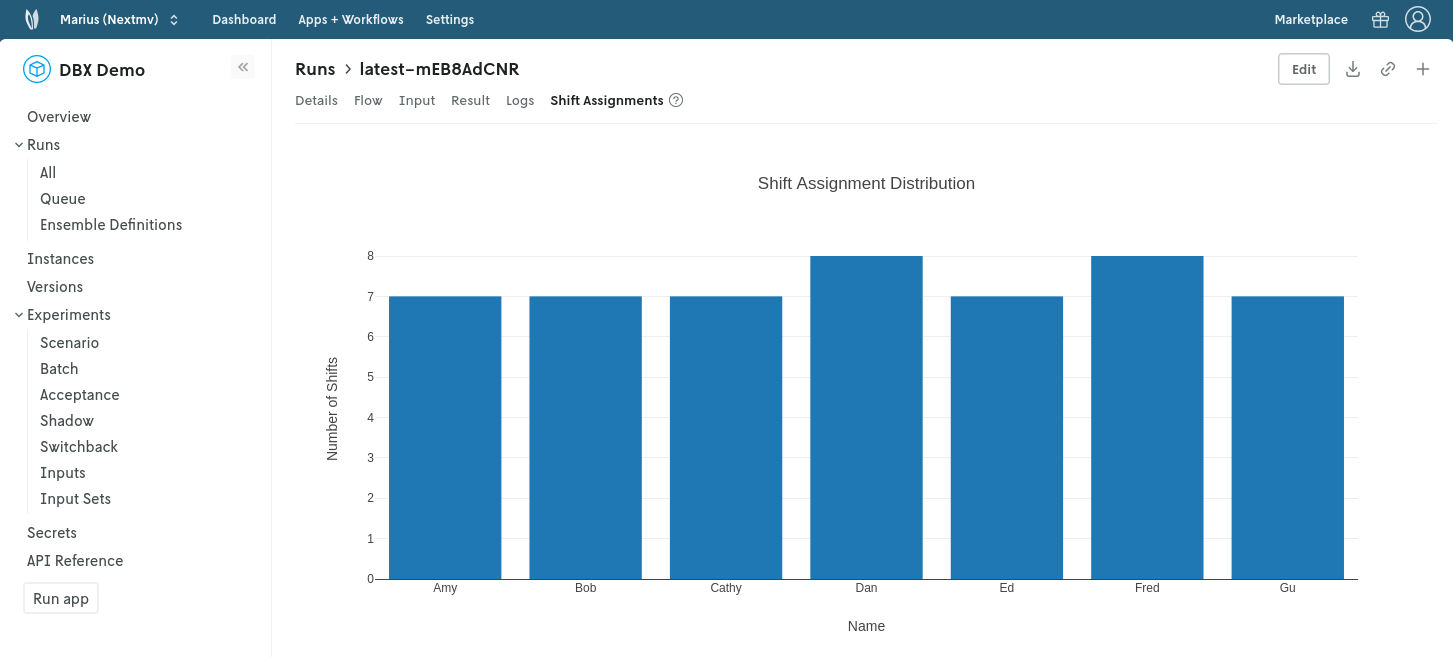 Marius (Nextmv) Dashboard Apps + Workflows Settings Marketplace
DBX Demo
Overview
Runs
All
Queue
Ensemble Definitions
Instances
Versions
Experiments
Scenario
Batch
Acceptance
Shadow
Switchback
Inputs
Input Sets
Secrets
API Reference
Run app
Runs > latest-mEB8AdCNR
Edit
Details Flow Input Result Logs Shift Assignments ?
Shift Assignment Distribution
Number of Shifts
8
7
6
5
4
3
2
1
0
Amy Bob Cathy Dan Ed Fred Gu
Name